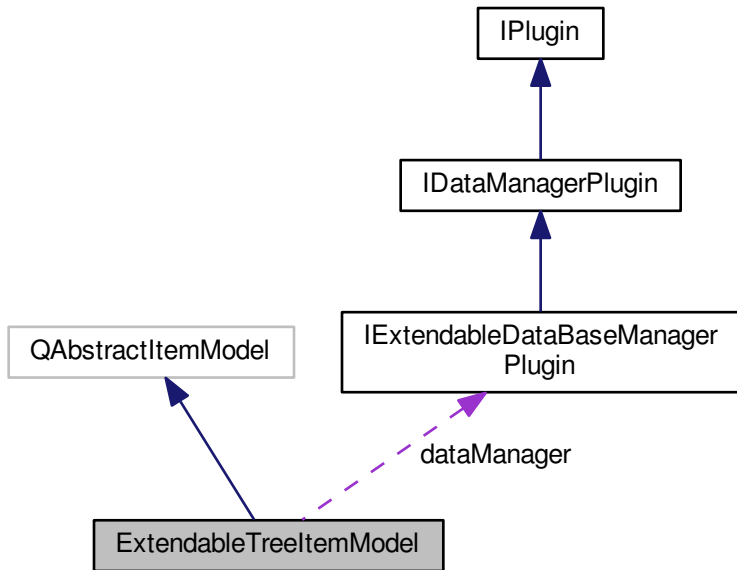 IPlugin
IDataManagerPlugin
IExtendableDataBaseManager
Plugin
QAbstractItemModel
dataManager
ExtendableTreeItemModel